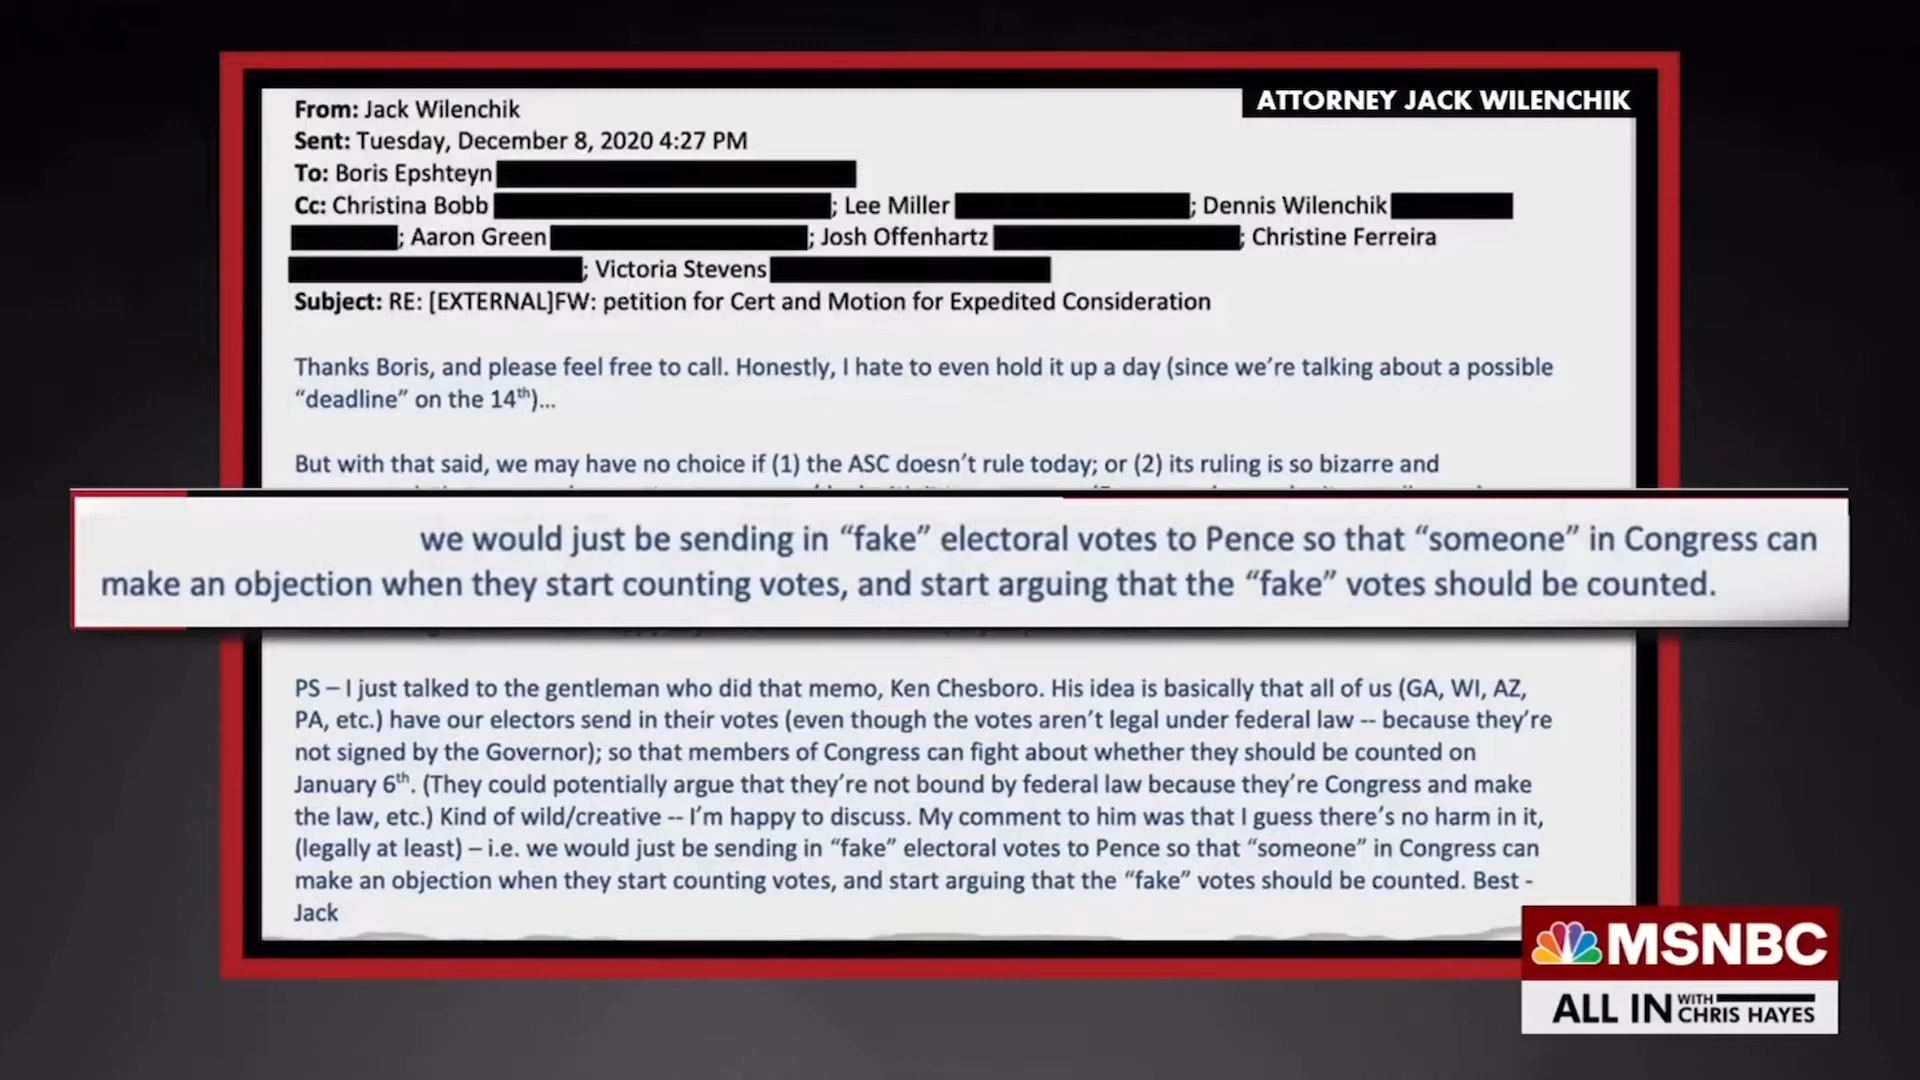 ATTORNEY JACK WILENCHIK
From: Jack Wilenchik
Sent: Tuesday, December 8, 2020 4:27 PM
To: Boris Epshteyn
Cc: Christina Bobb ; Lee Miller ; Dennis Wilenchik
; Aaron Green ; Josh Offenhartz ; Christine Ferreira
; Victoria Stevens
Subject: RE: [EXTERNAL]FW: petition for Cert and Motion for Expedited Consideration
Thanks Boris, and please feel free to call. Honestly, I hate to even hold it up a day (since we’re talking about a possible
“deadline” on the 14th)...
But with that said, we may have no choice if (1) the ASC doesn’t rule today; or (2) its ruling is so bizarre and
we would just be sending in “fake” electoral votes to Pence so that “someone” in Congress can
make an objection when they start counting votes, and start arguing that the “fake” votes should be counted.
PS – I just talked to the gentleman who did that memo, Ken Chesboro. His idea is basically that all of us (GA, WI, AZ,
PA, etc.) have our electors send in their votes (even though the votes aren’t legal under federal law -- because they’re
not signed by the Governor); so that members of Congress can fight about whether they should be counted on
January 6th. (They could potentially argue that they’re not bound by federal law because they’re Congress and make
the law, etc.) Kind of wild/creative -- I’m happy to discuss. My comment to him was that I guess there’s no harm in it,
(legally at least) – i.e. we would just be sending in “fake” electoral votes to Pence so that “someone” in Congress can
make an objection when they start counting votes, and start arguing that the “fake” votes should be counted. Best -
Jack
MSNBC
ALL IN WITH CHRIS HAYES